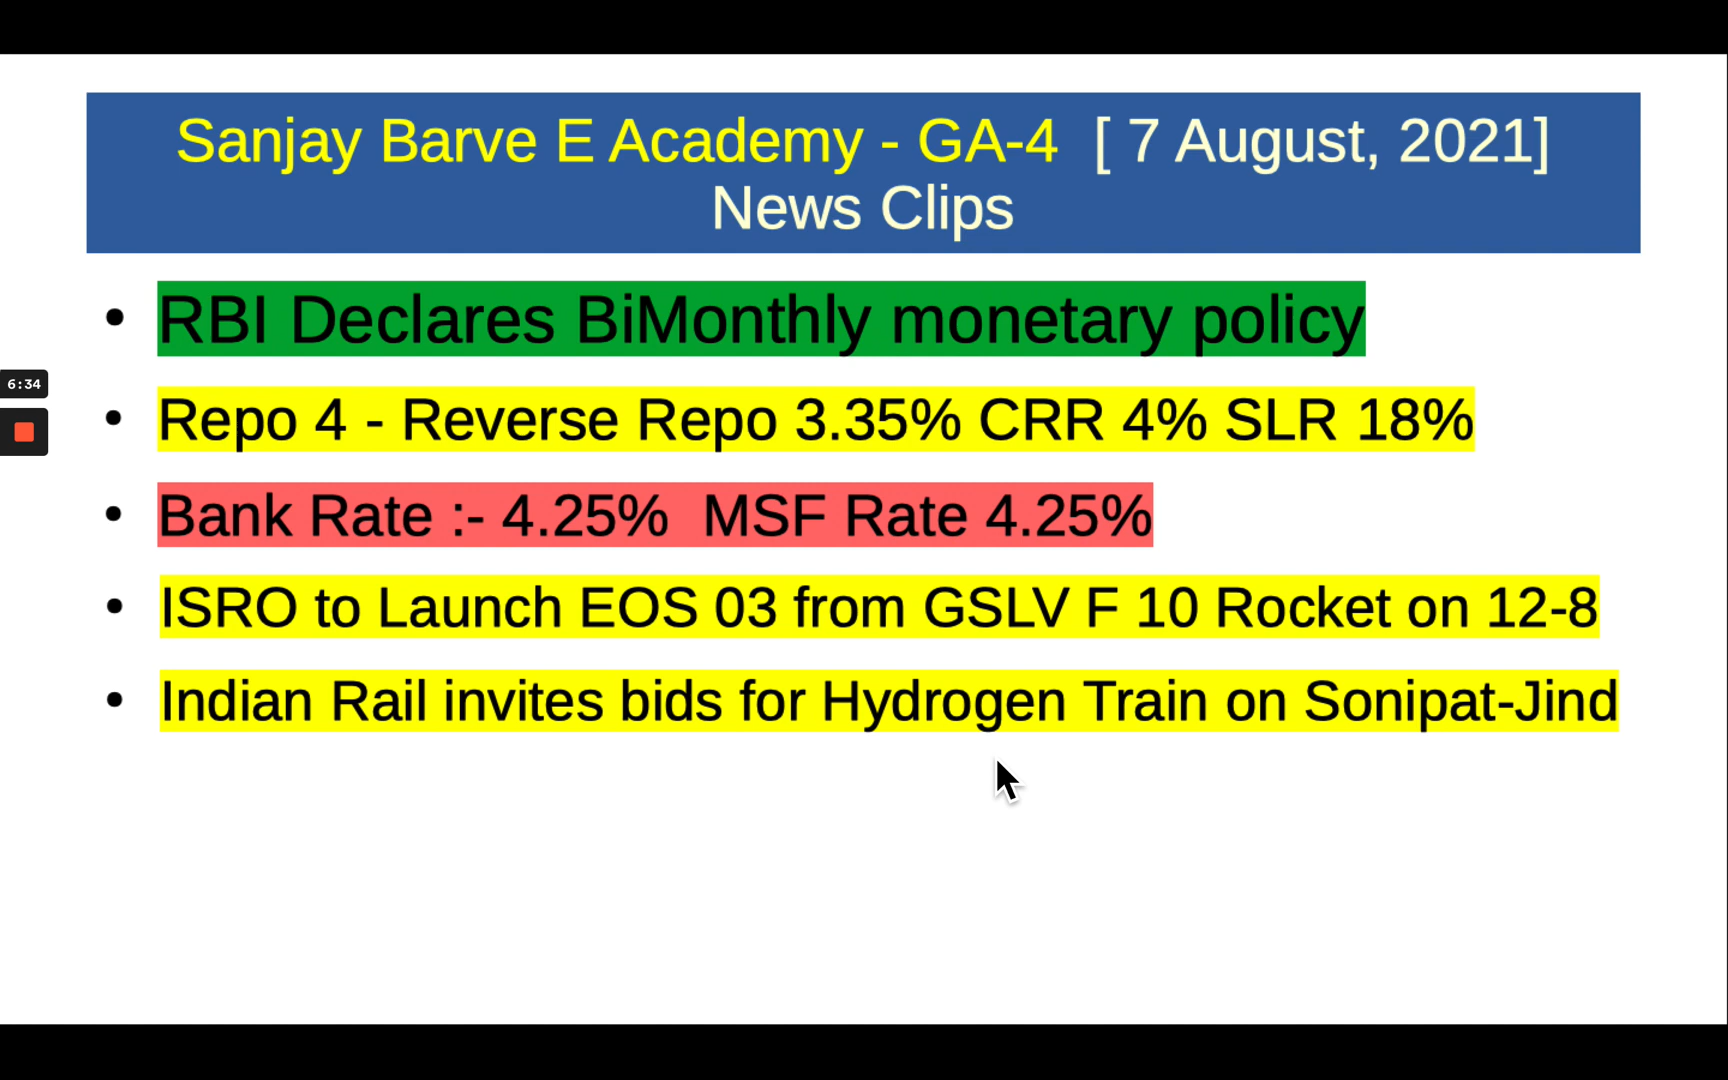 Sanjay Barve E Academy - GA-4 [ 7 August, 2021]
News Clips
• RBI Declares BiMonthly monetary policy
6:34
• Repo 4 - Reverse Repo 3.35% CRR 4% SLR 18%
• Bank Rate :- 4.25% MSF Rate 4.25%
• ISRO to Launch EOS 03 from GSLV F 10 Rocket on 12-8
• Indian Rail invites bids for Hydrogen Train on Sonipat-Jind